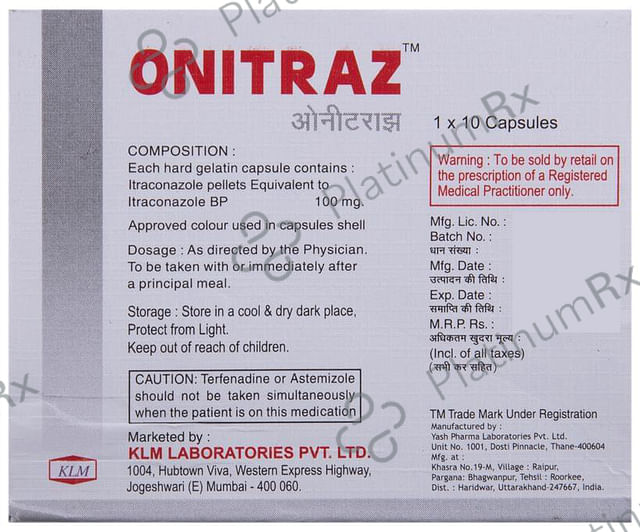 ONITRAZ™
ओनीटराझ
1 x 10 Capsules
COMPOSITION :
Each hard gelatin capsule contains :
Itraconazole pellets Equivalent to
Itraconazole BP 100 mg.
Approved colour used in capsules shell
Dosage : As directed by the Physician.
To be taken with or immediately after
a principal meal.
Storage : Store in a cool & dry dark place,
Protect from Light.
Keep out of reach of children.
CAUTION: Terfenadine or Astemizole
should not be taken simultaneously
when the patient is on this medication
Marketed by :
KLM LABORATORIES PVT. LTD.
1004, Hubtown Viva, Western Express Highway,
Jogeshwari (E) Mumbai - 400 060.
KLM
Warning : To be sold by retail on
the prescription of a Registered
Medical Practitioner only.
Mfg. Lic. No. :
Batch No. :
घान संख्या :
Mfg. Date :
उत्पादन की तिथि :
Exp. Date :
समाप्ति की तिथि :
M.R.P. Rs. :
अधिकतम खुदरा मूल्य :
(Incl. of all taxes)
(सभी कर सहित)
TM Trade Mark Under Registration
Manufactured by :
Yash Pharma Laboratories Pvt. Ltd.
Unit No. 1001, Dosti Pinnacle, Thane-400604
Mfg. at :
Khasra No.19-M, Village : Raipur,
Pargana: Bhagwanpur, Tehsil : Roorkee,
Dist. : Haridwar, Uttarakhand-247667, India.
PlatinumRx
PlatinumRx
PlatinumRx
Rx